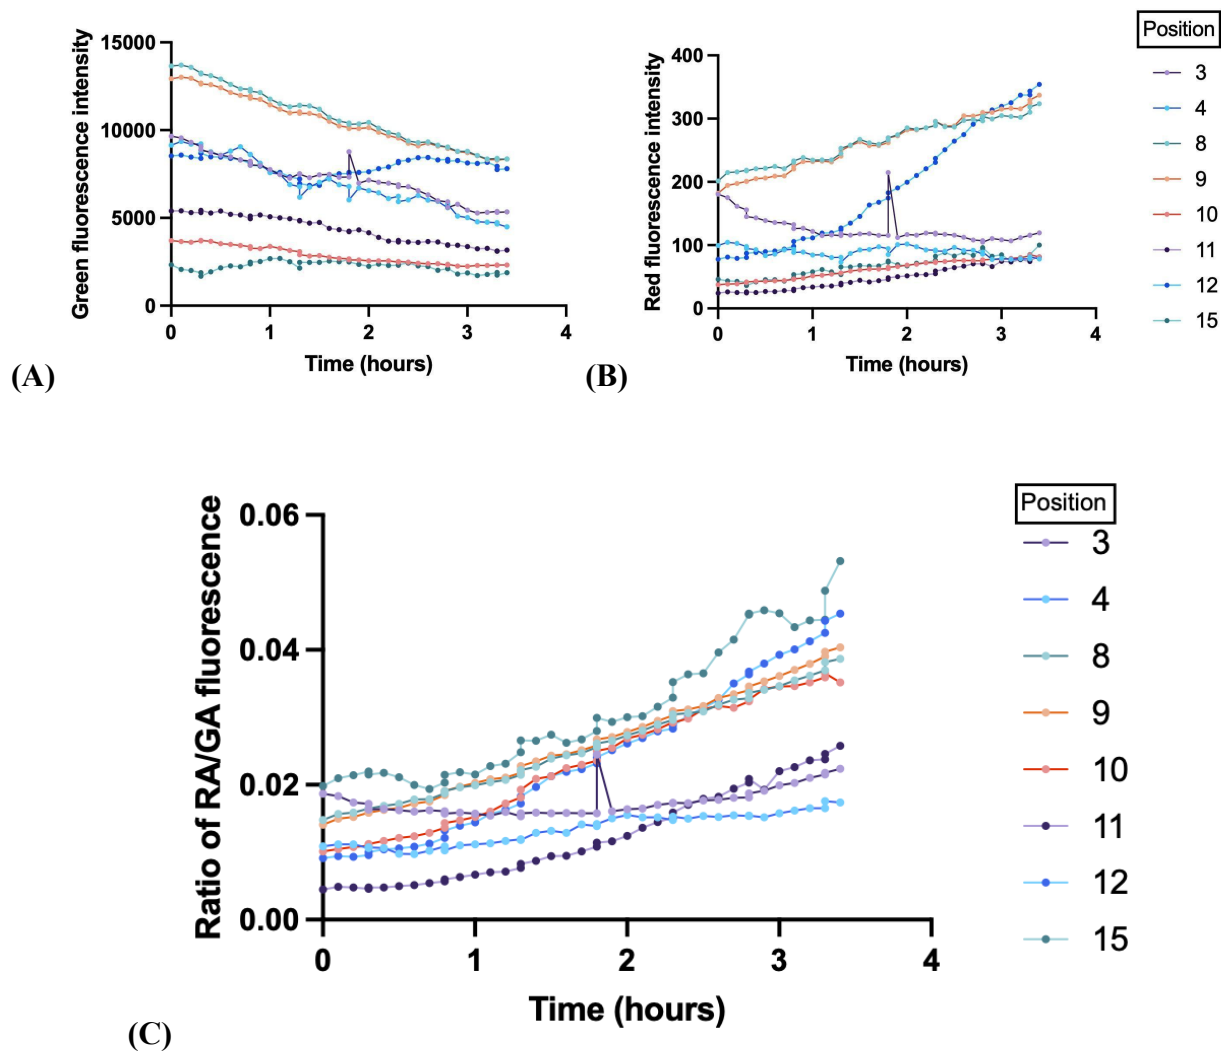 Green fluorescence intensity
15000
10000
5000
0
0 1 2 3 4
Time (hours)
(A)
Red fluorescence intensity
400
300
200
100
0
0 1 2 3 4
Time (hours)
(B)
Position
3
4
8
9
10
11
12
15
Ratio of RA/GA fluorescence
0.06
0.04
0.02
0.00
0 1 2 3 4
Time (hours)
(C)
Position
3
4
8
9
10
11
12
15